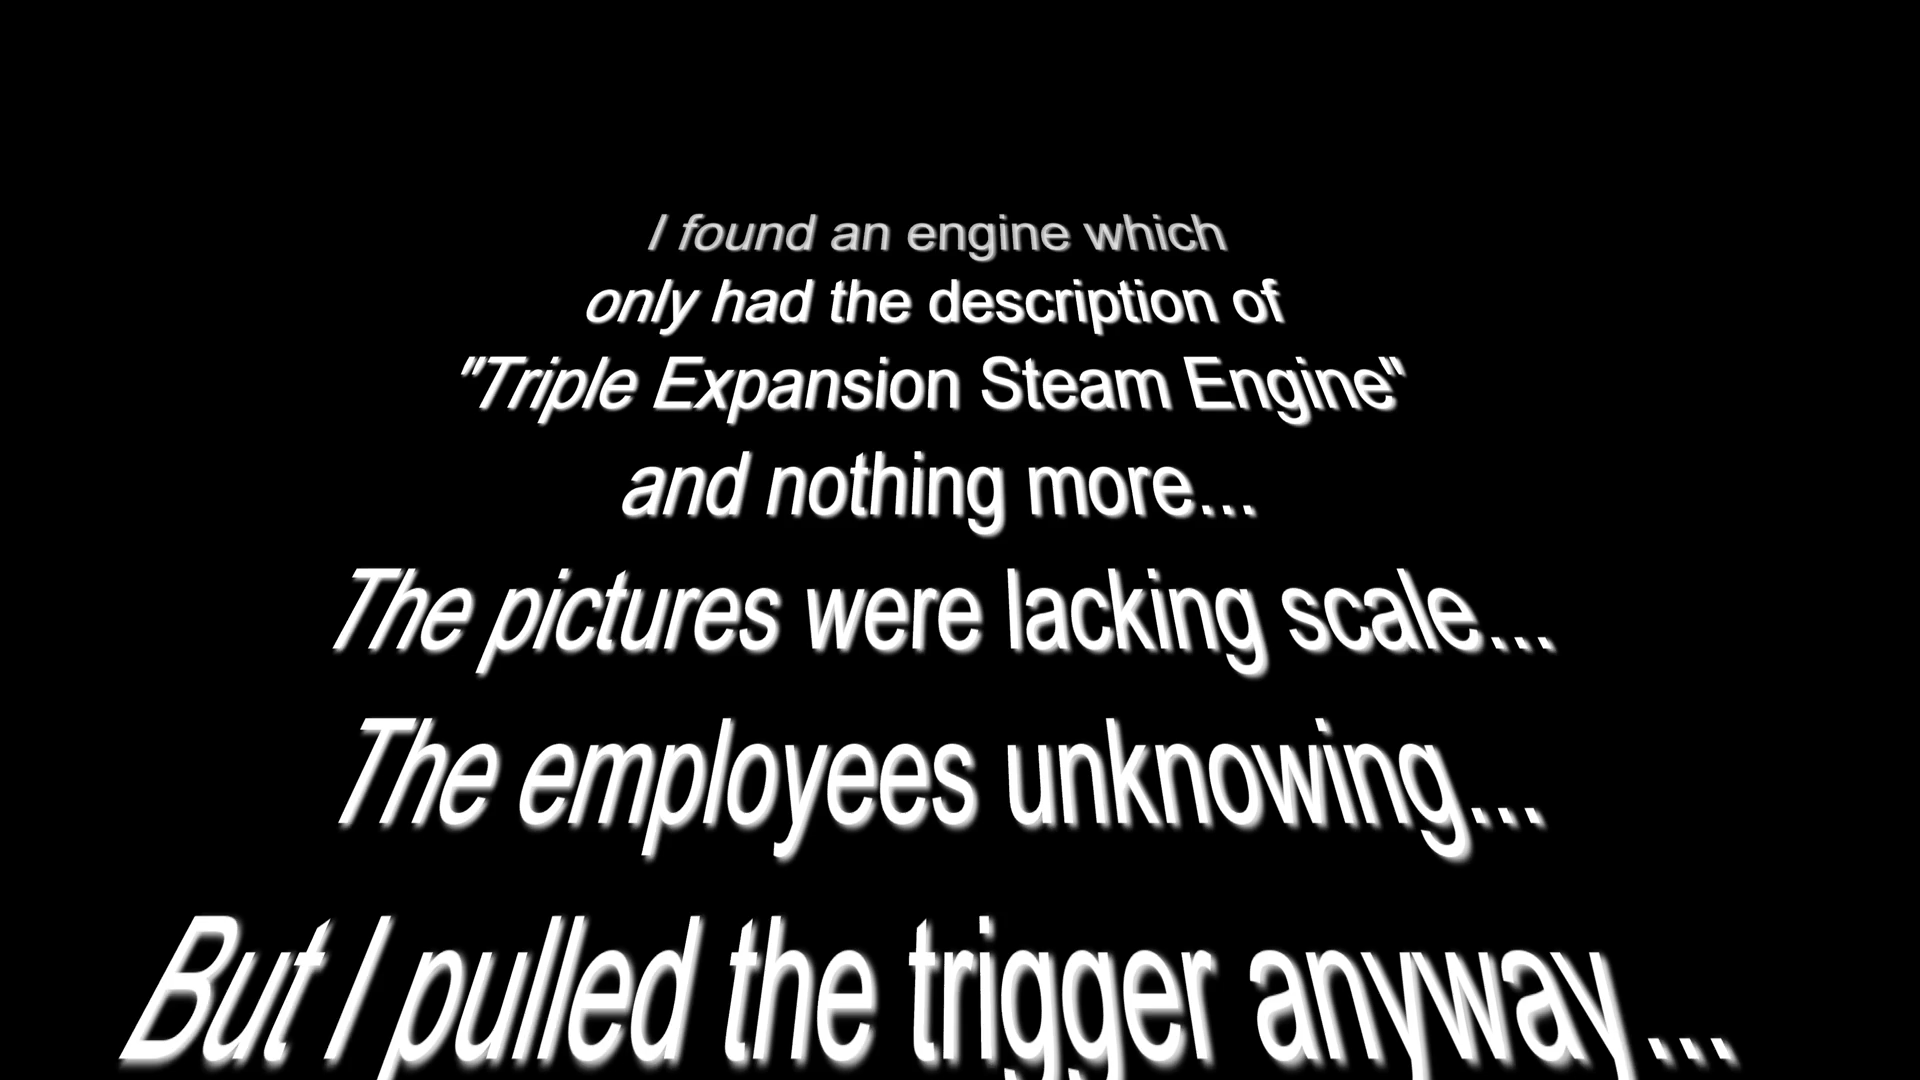 I found an engine which
only had the description of
"Triple Expansion Steam Engine"
and nothing more...
The pictures were lacking scale...
The employees unknowing...
But I pulled the trigger anyway...